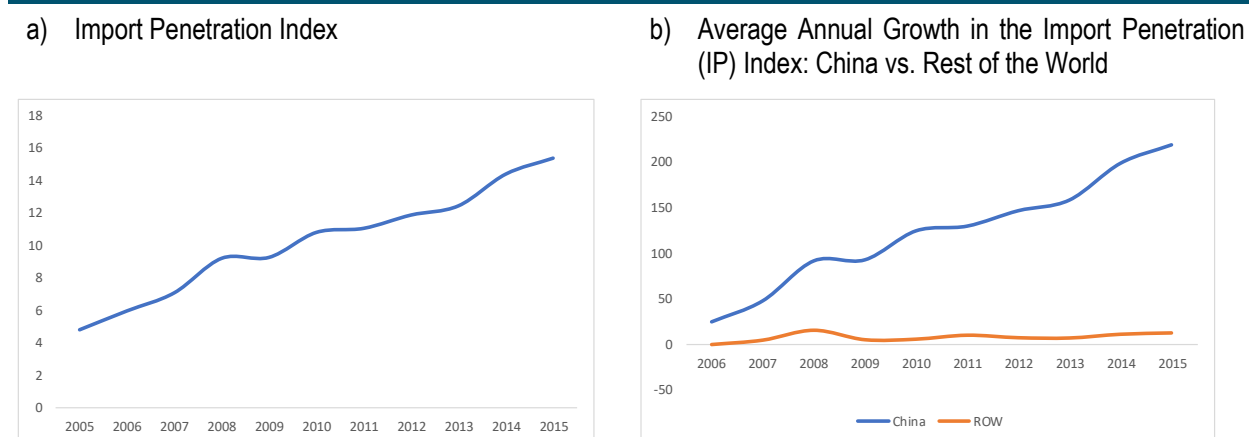 a) Import Penetration Index
b) Average Annual Growth in the Import Penetration
(IP) Index: China vs. Rest of the World
18
16
14
12
10
8
6
4
2
0
2005 2006 2007 2008 2009 2010 2011 2012 2013 2014 2015
250
200
150
100
50
0
2006 2007 2008 2009 2010 2011 2012 2013 2014 2015
-50
China ROW